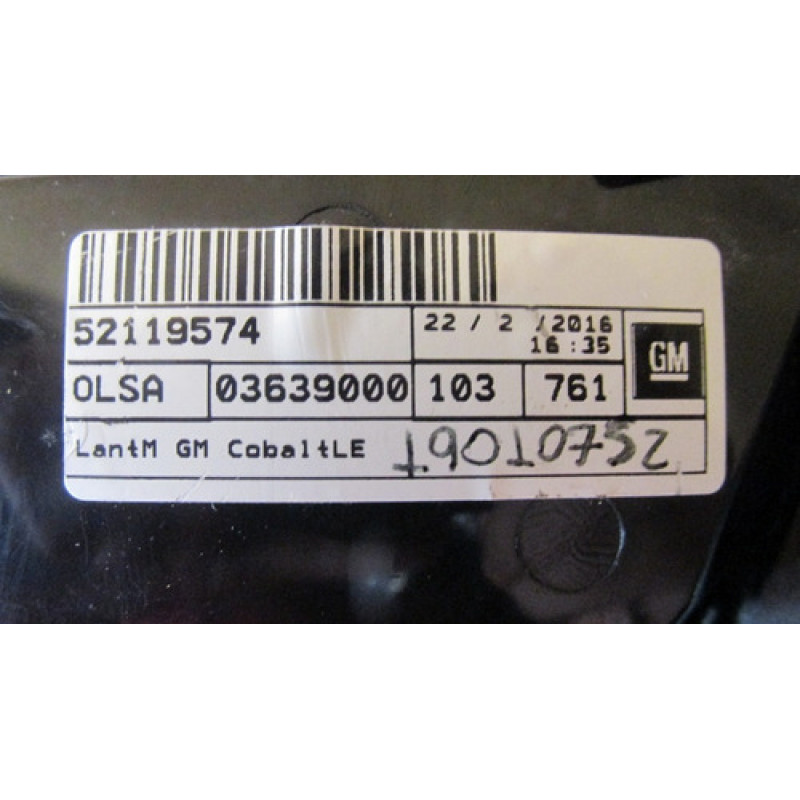 52119574
22 / 2 /2016
16:35
GM
OLSA 03639000 103 761
LantM GM CobaltLE 19010752